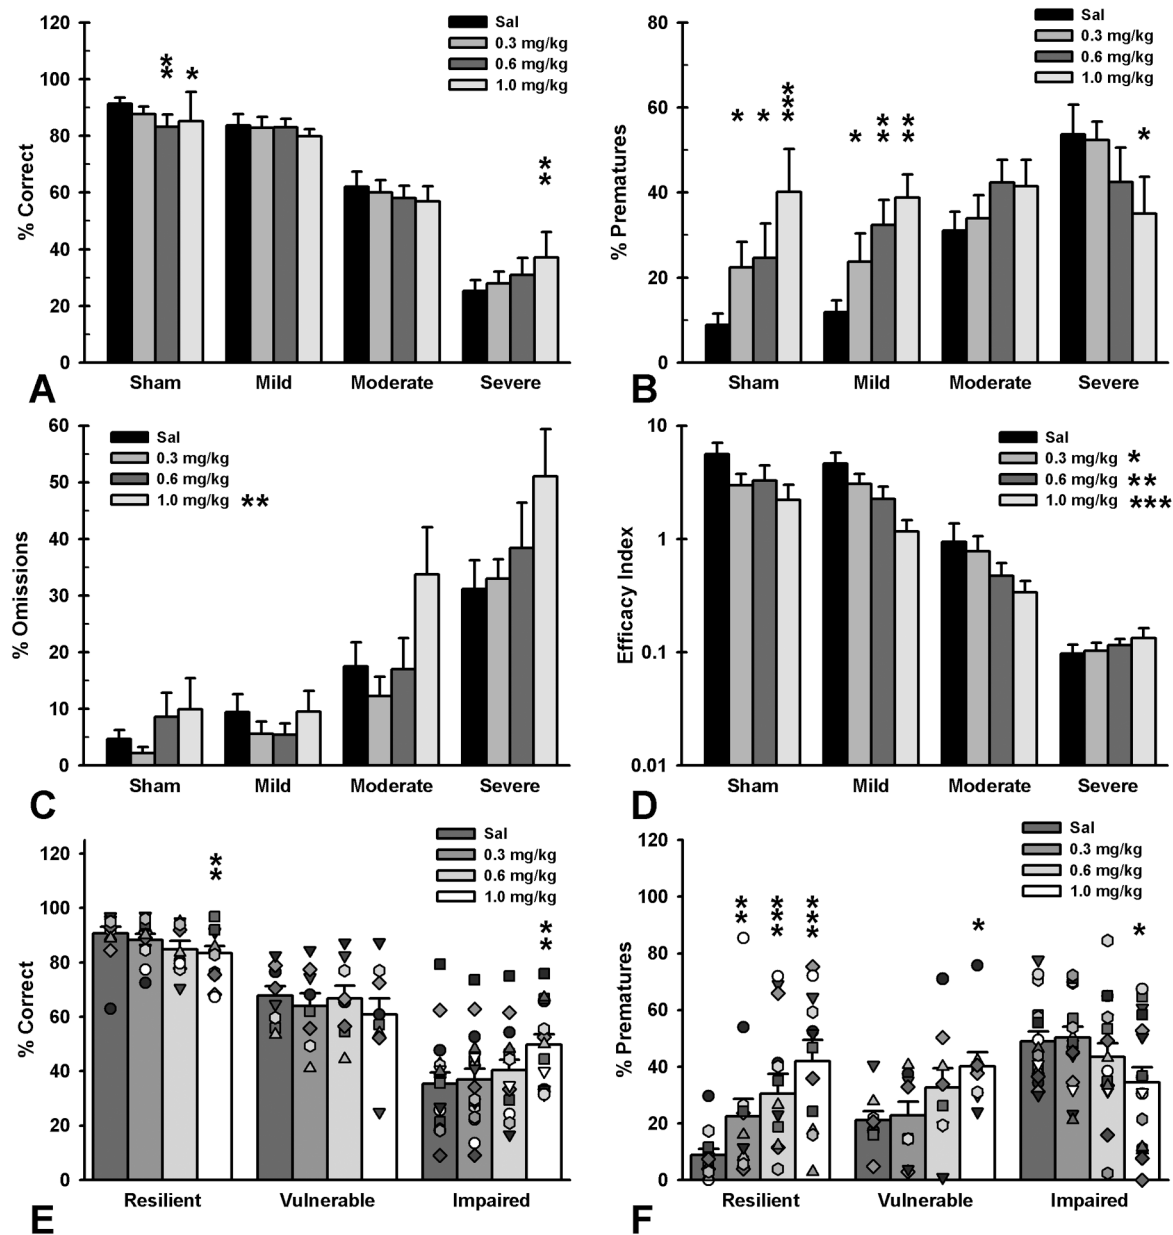 120
100
80
60
40
20
0
% Correct
Sal
0.3 mg/kg
0.6 mg/kg
1.0 mg/kg
** *
**
Sham Mild Moderate Severe
A
80
60
40
20
0
% Prematures
Sal
0.3 mg/kg
0.6 mg/kg
1.0 mg/kg
* * ***
* ** **
*
Sham Mild Moderate Severe
B
60
50
40
30
20
10
0
% Omissions
Sal
0.3 mg/kg
0.6 mg/kg
1.0 mg/kg **
Sham Mild Moderate Severe
C
10
1
0.1
0.01
Efficacy Index
Sal
0.3 mg/kg *
0.6 mg/kg **
1.0 mg/kg ***
Sham Mild Moderate Severe
D
120
100
80
60
40
20
0
% Correct
Sal
0.3 mg/kg
0.6 mg/kg
1.0 mg/kg
**
**
Resilient Vulnerable Impaired
E
120
100
80
60
40
20
0
% Prematures
Sal
0.3 mg/kg
0.6 mg/kg
1.0 mg/kg
** *** ***
*
*
Resilient Vulnerable Impaired
F